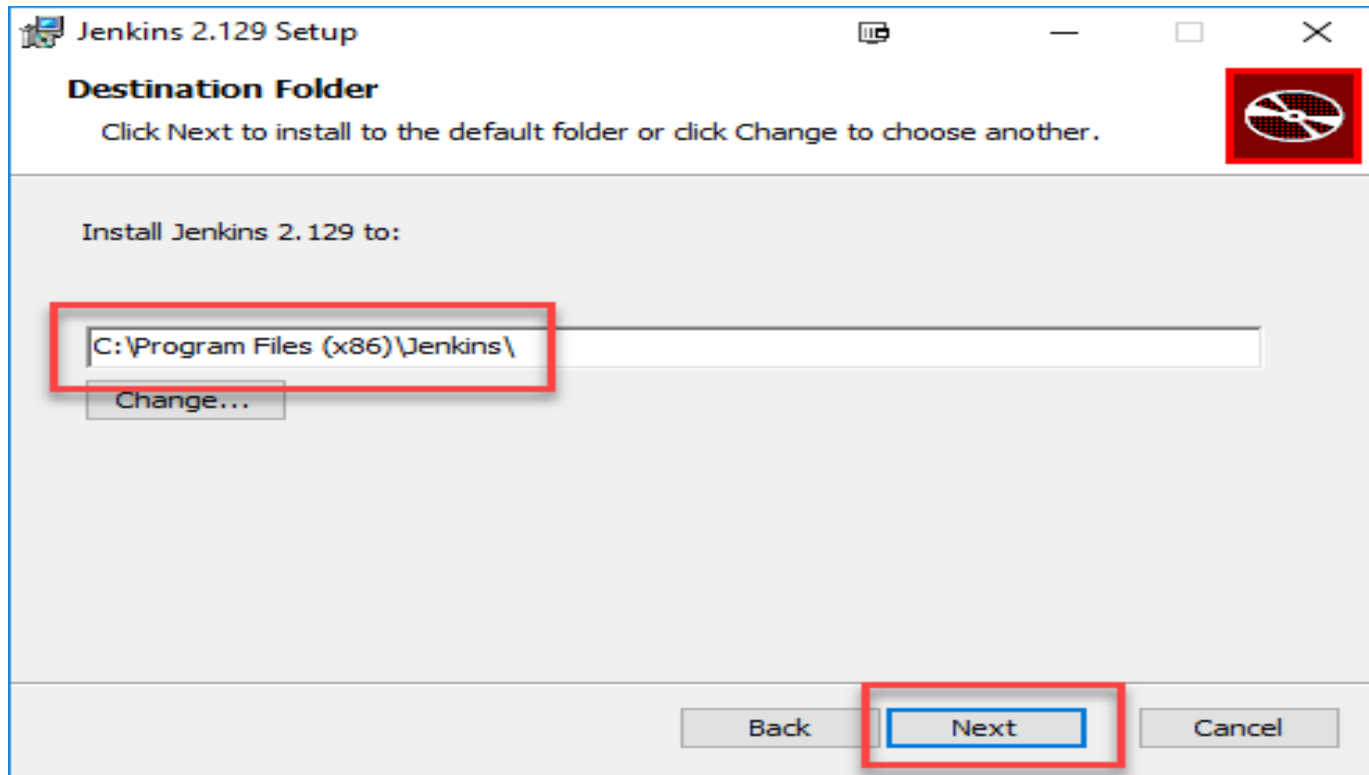 Jenkins 2.129 Setup
Destination Folder
Click Next to install to the default folder or click Change to choose another.
Install Jenkins 2.129 to:
C:\Program Files (x86)\Jenkins\
Change...
Back Next Cancel